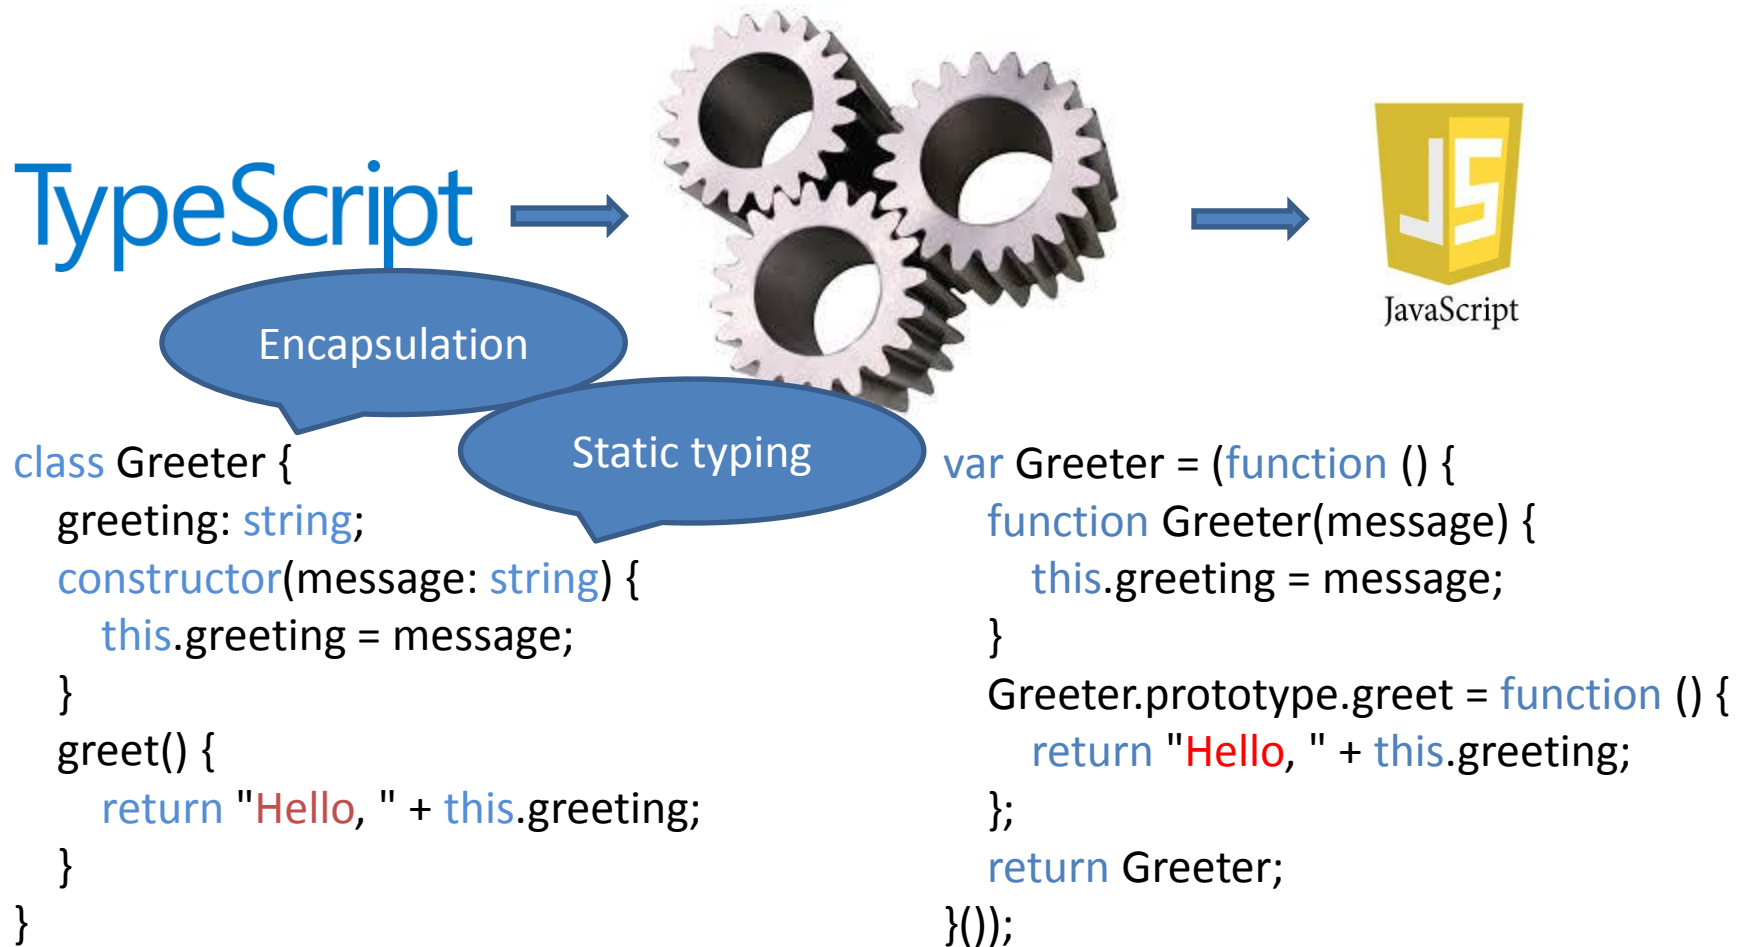 TypeScript
JS
JavaScript
Encapsulation
Static typing
class Greeter {
greeting: string;
constructor(message: string) {
this.greeting = message;
}
greet() {
return "Hello, " + this.greeting;
}
}
var Greeter = (function () {
function Greeter(message) {
this.greeting = message;
}
Greeter.prototype.greet = function () {
return "Hello, " + this.greeting;
};
return Greeter;
}());